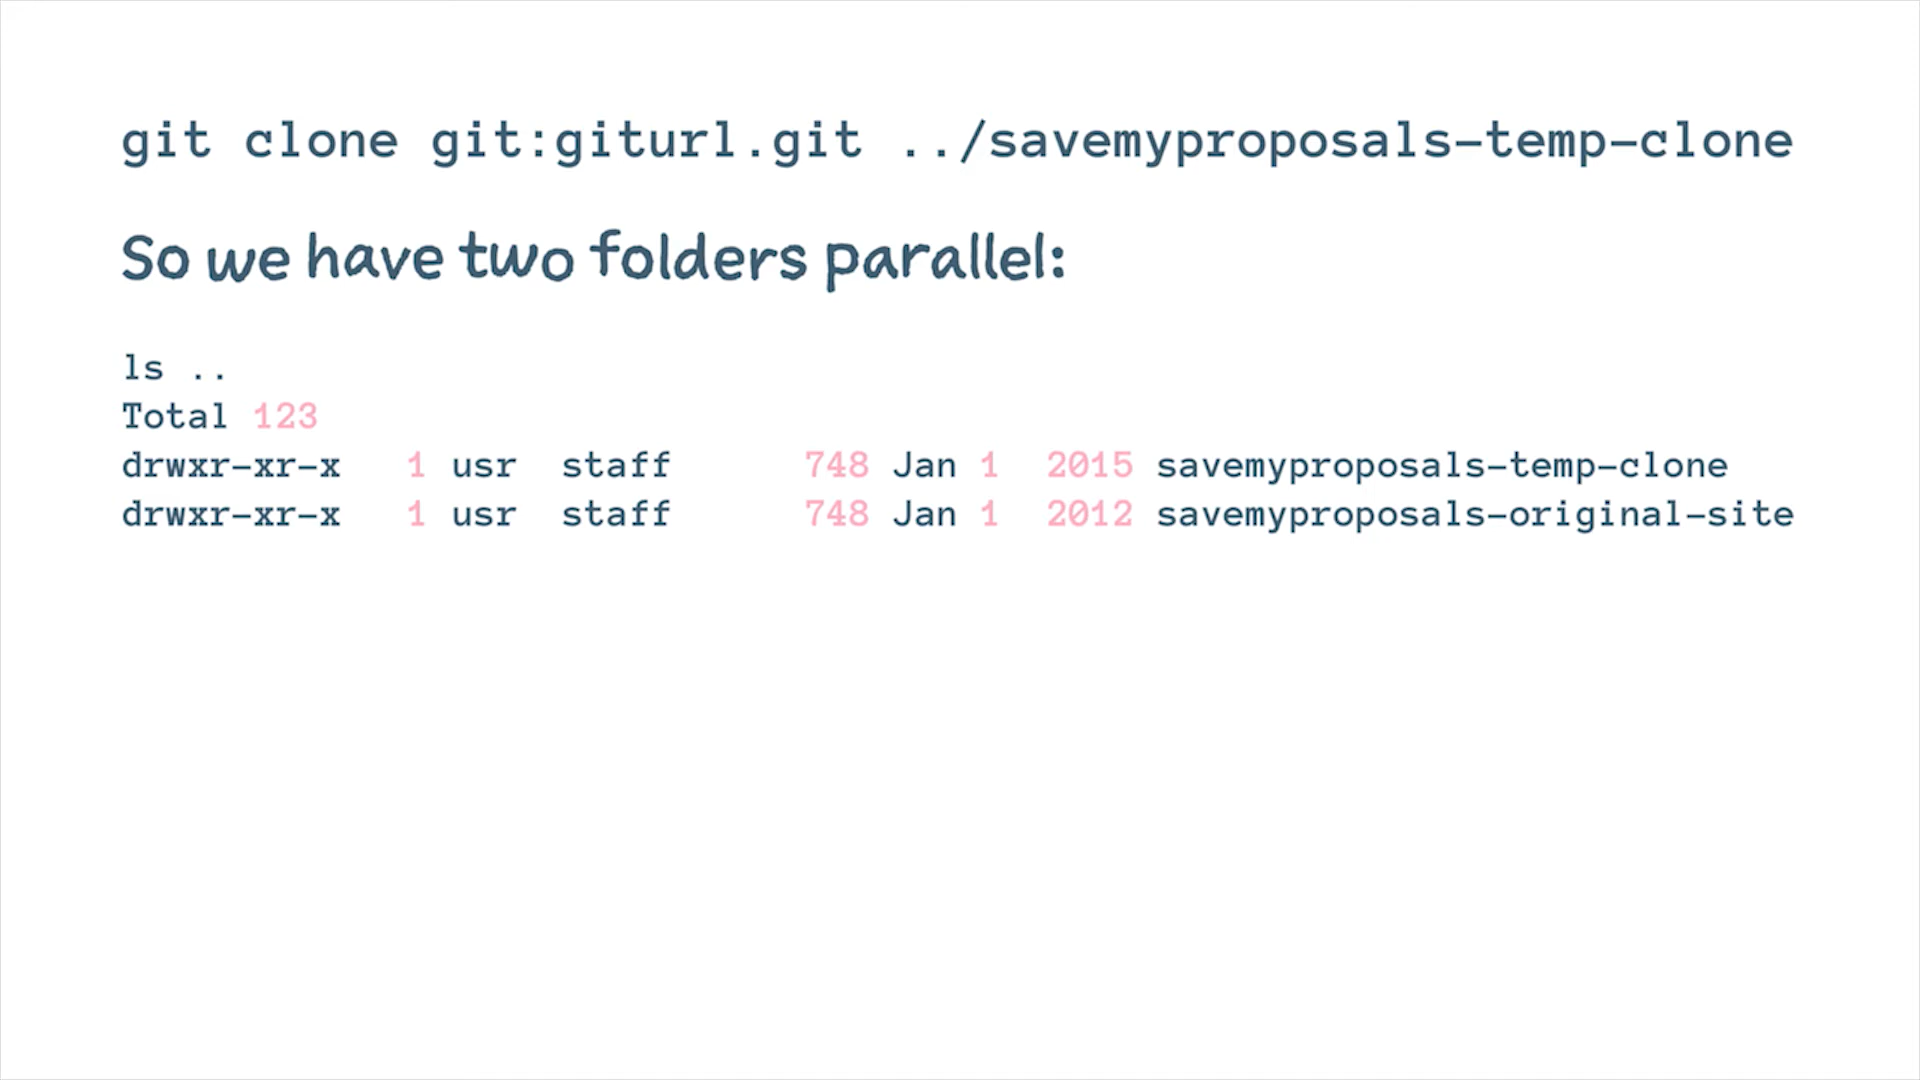 git clone git:giturl.git ../savemyproposals-temp-clone
So we have two folders parallel:
ls ..
Total 123
drwxr-xr-x   1 usr  staff      748 Jan 1  2015 savemyproposals-temp-clone
drwxr-xr-x   1 usr  staff      748 Jan 1  2012 savemyproposals-original-site